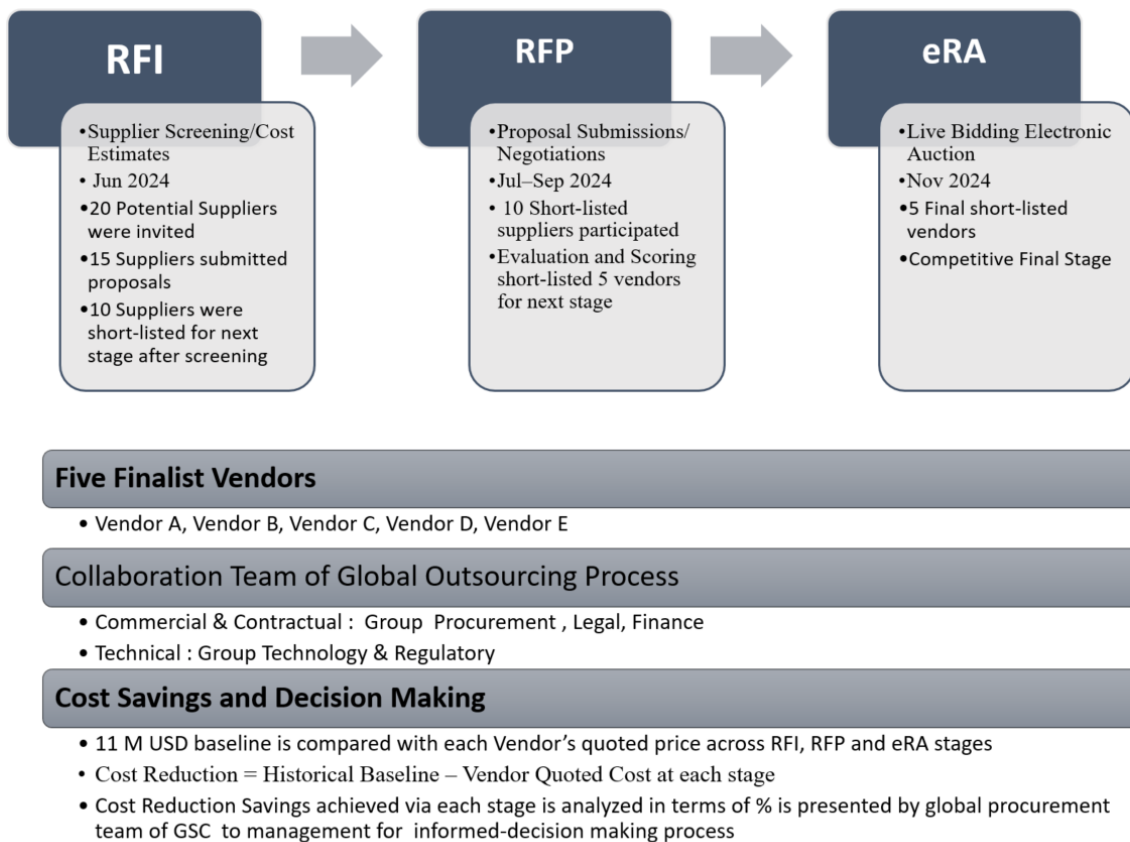 RFI
•Supplier Screening/Cost
Estimates
• Jun 2024
•20 Potential Suppliers
were invited
•15 Suppliers submitted
proposals
•10 Suppliers were
short-listed for next
stage after screening
RFP
•Proposal Submissions/
Negotiations
•Jul–Sep 2024
• 10 Short-listed
suppliers participated
•Evaluation and Scoring
short-listed 5 vendors
for next stage
eRA
•Live Bidding Electronic
Auction
•Nov 2024
•5 Final short-listed
vendors
•Competitive Final Stage
Five Finalist Vendors
• Vendor A, Vendor B, Vendor C, Vendor D, Vendor E
Collaboration Team of Global Outsourcing Process
• Commercial & Contractual : Group Procurement , Legal, Finance
• Technical : Group Technology & Regulatory
Cost Savings and Decision Making
• 11 M USD baseline is compared with each Vendor’s quoted price across RFI, RFP and eRA stages
• Cost Reduction = Historical Baseline – Vendor Quoted Cost at each stage
• Cost Reduction Savings achieved via each stage is analyzed in terms of % is presented by global procurement
team of GSC to management for informed-decision making process